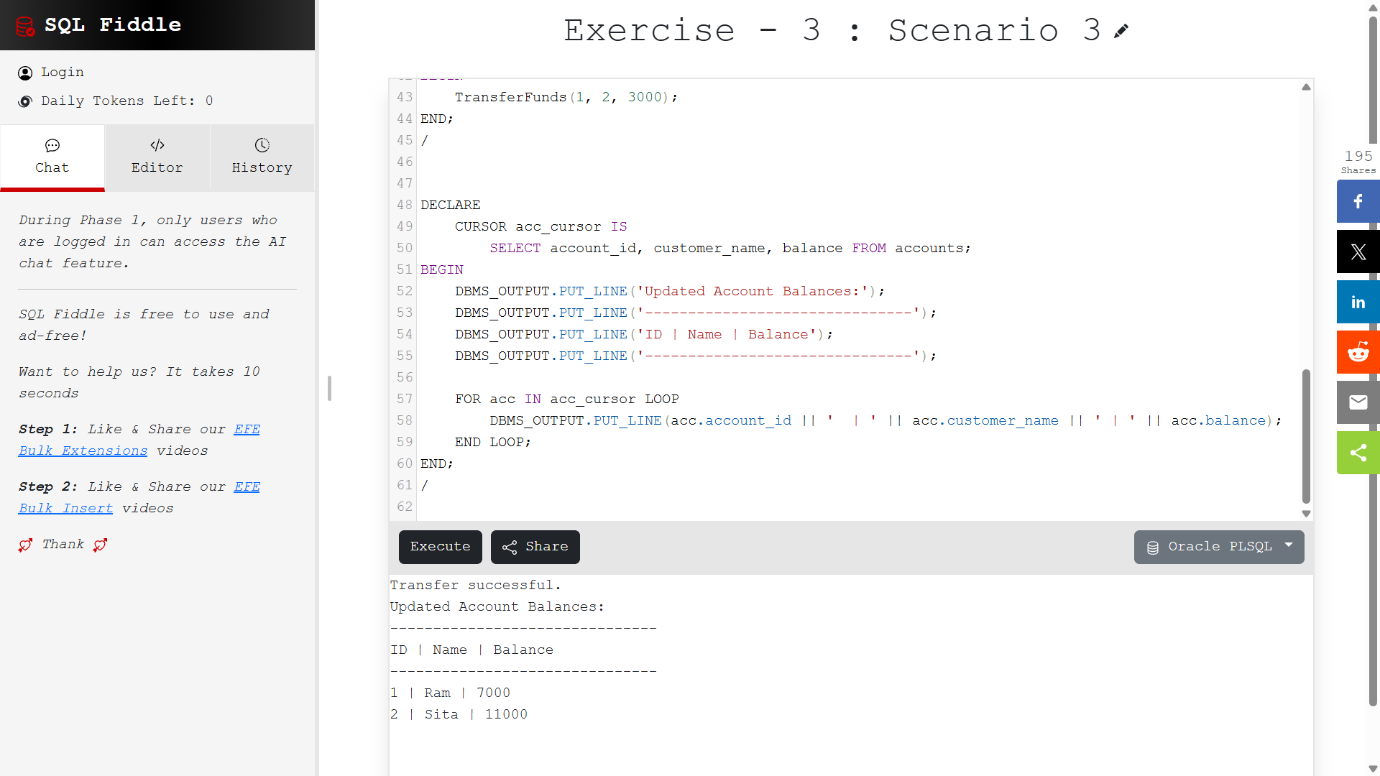 SQL Fiddle
Login
Daily Tokens Left: 0
Chat
Editor
History
During Phase 1, only users who
are logged in can access the AI
chat feature.
SQL Fiddle is free to use and
ad-free!
Want to help us? It takes 10
seconds
Step 1: Like & Share our EFE
Bulk Extensions videos
Step 2: Like & Share our EFE
Bulk Insert videos
Thank
Exercise - 3 : Scenario 3
43     TransferFunds(1, 2, 3000);
44 END;
45 /
46
47
48 DECLARE
49     CURSOR acc_cursor IS
50         SELECT account_id, customer_name, balance FROM accounts;
51 BEGIN
52     DBMS_OUTPUT.PUT_LINE('Updated Account Balances:');
53     DBMS_OUTPUT.PUT_LINE('-------------------------------');
54     DBMS_OUTPUT.PUT_LINE('ID | Name | Balance');
55     DBMS_OUTPUT.PUT_LINE('-------------------------------');
56
57     FOR acc IN acc_cursor LOOP
58         DBMS_OUTPUT.PUT_LINE(acc.account_id || '  | ' || acc.customer_name || ' | ' || acc.balance);
59     END LOOP;
60 END;
61 /
62
Execute
Share
Oracle PLSQL
Transfer successful.
Updated Account Balances:
-------------------------------
ID | Name | Balance
-------------------------------
1 | Ram | 7000
2 | Sita | 11000
195
Shares
f
X
in